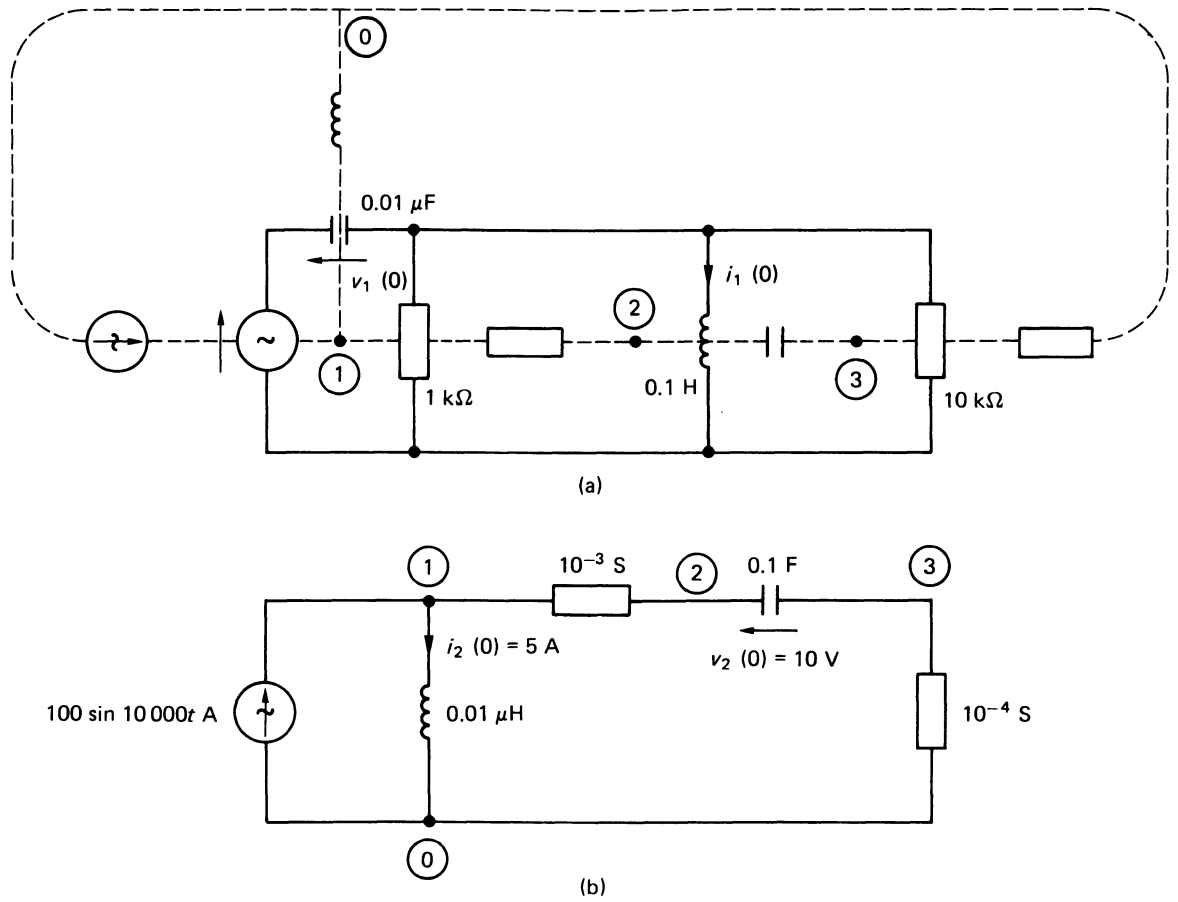 0
0.01 μF
v₁ (0)
i₁ (0)
2
~
~
1
1 kΩ
0.1 H
3
10 kΩ
(a)
1
10⁻³ S
2
0.1 F
3
i₂ (0) = 5 A
v₂ (0) = 10 V
100 sin 10 000t A
~
0.01 μH
10⁻⁴ S
0
(b)